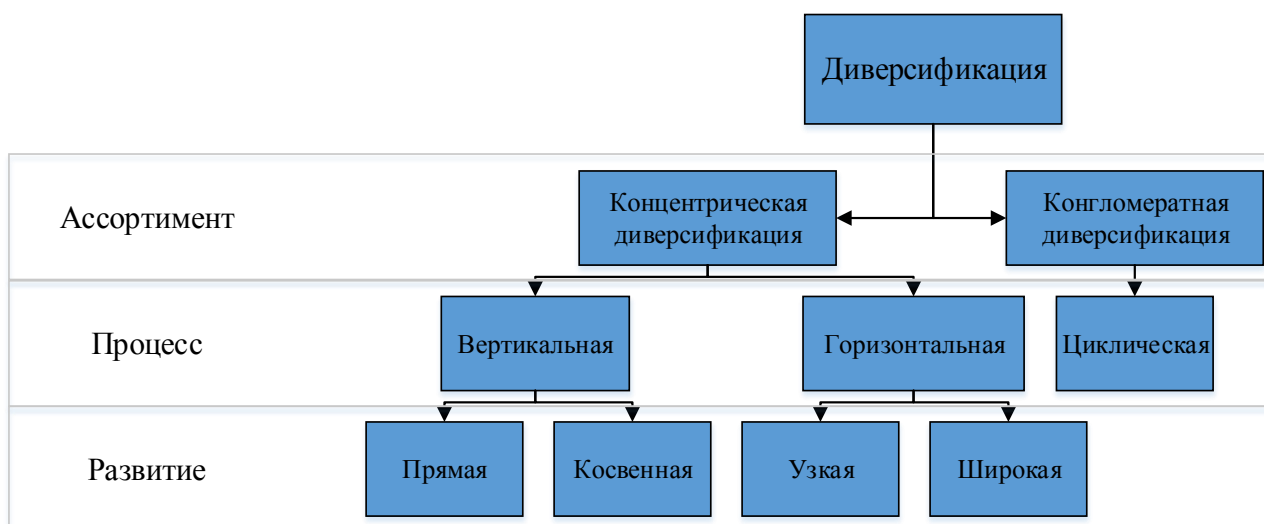 Диверсификация
Ассортимент
Концентрическая
диверсификация
Конгломератная
диверсификация
Процесс
Вертикальная
Горизонтальная
Циклическая
Развитие
Прямая
Косвенная
Узкая
Широкая